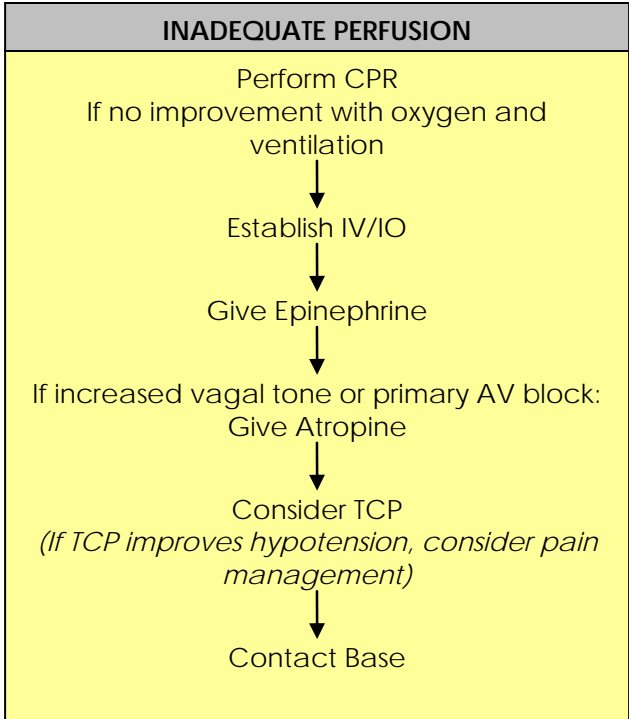 INADEQUATE PERFUSION
Perform CPR
If no improvement with oxygen and
ventilation
Establish IV/IO
Give Epinephrine
If increased vagal tone or primary AV block:
Give Atropine
Consider TCP
(If TCP improves hypotension, consider pain
management)
Contact Base